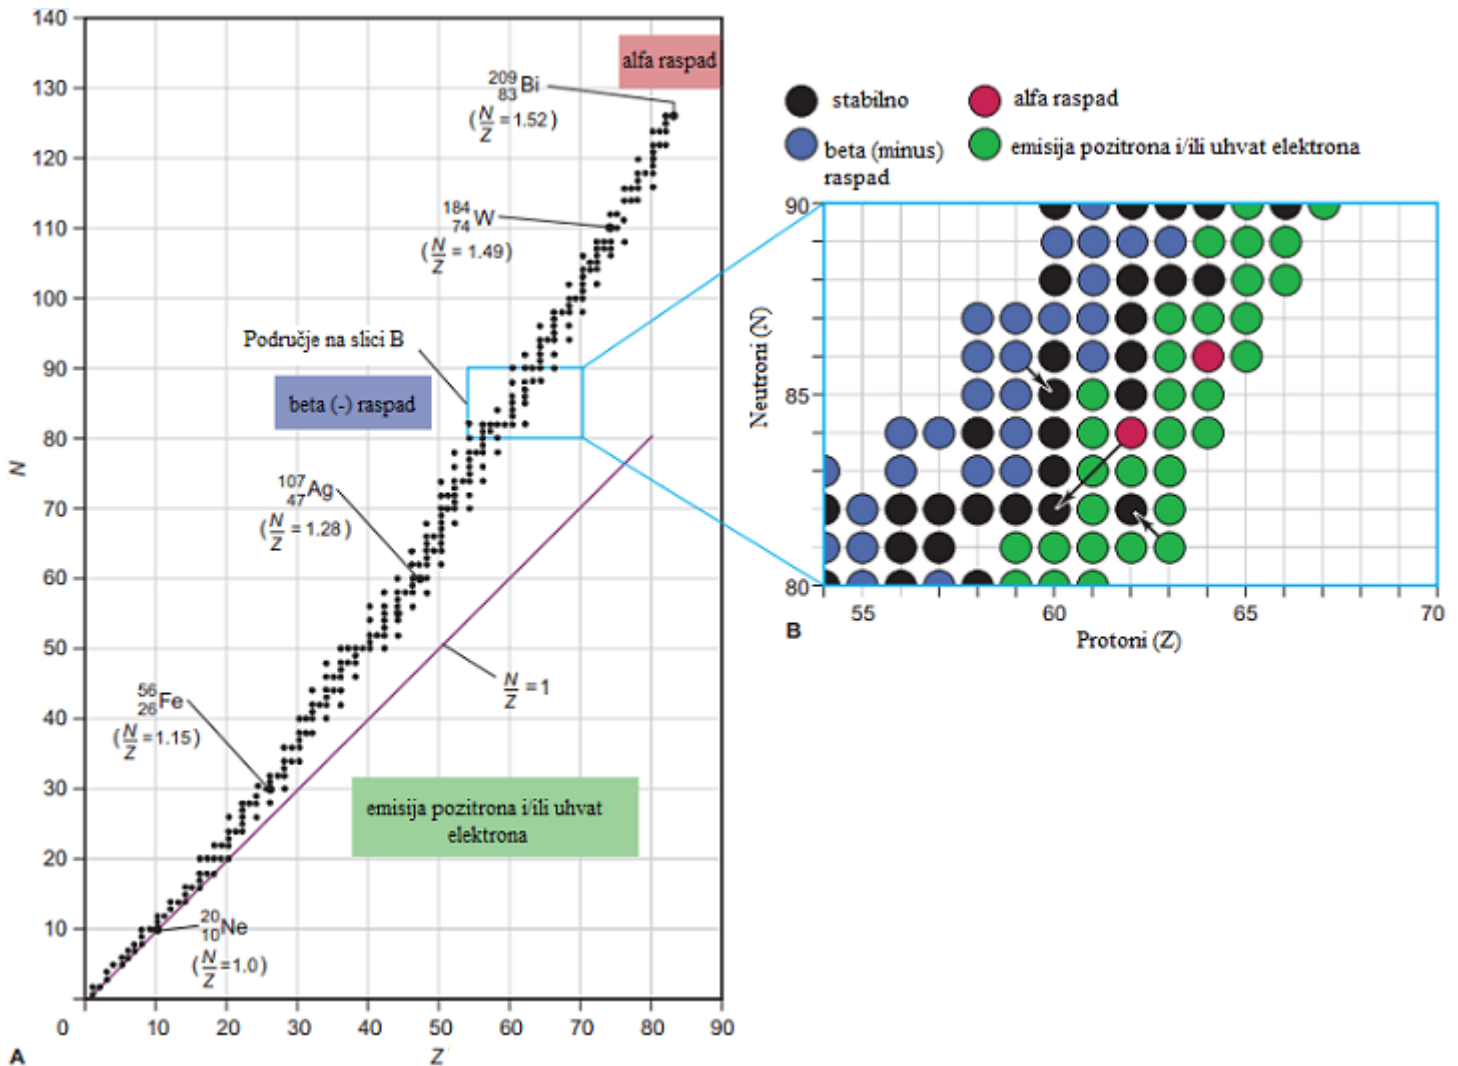 140
130
120
110
100
90
80
70
60
50
40
30
20
10
N
0
10
20
30
40
50
60
70
80
90
Z
A
alfa raspad
209
83
Bi
(N/Z = 1.52)
184
74
W
(N/Z = 1.49)
Područje na slici B
beta (-) raspad
107
47
Ag
(N/Z = 1.28)
N/Z = 1
56
26
Fe
(N/Z = 1.15)
emisija pozitrona i/ili uhvat
elektrona
20
10
Ne
(N/Z = 1.0)
stabilno
alfa raspad
beta (minus)
raspad
emisija pozitrona i/ili uhvat elektrona
90
85
80
Neutroni (N)
55
60
65
70
B
Protoni (Z)